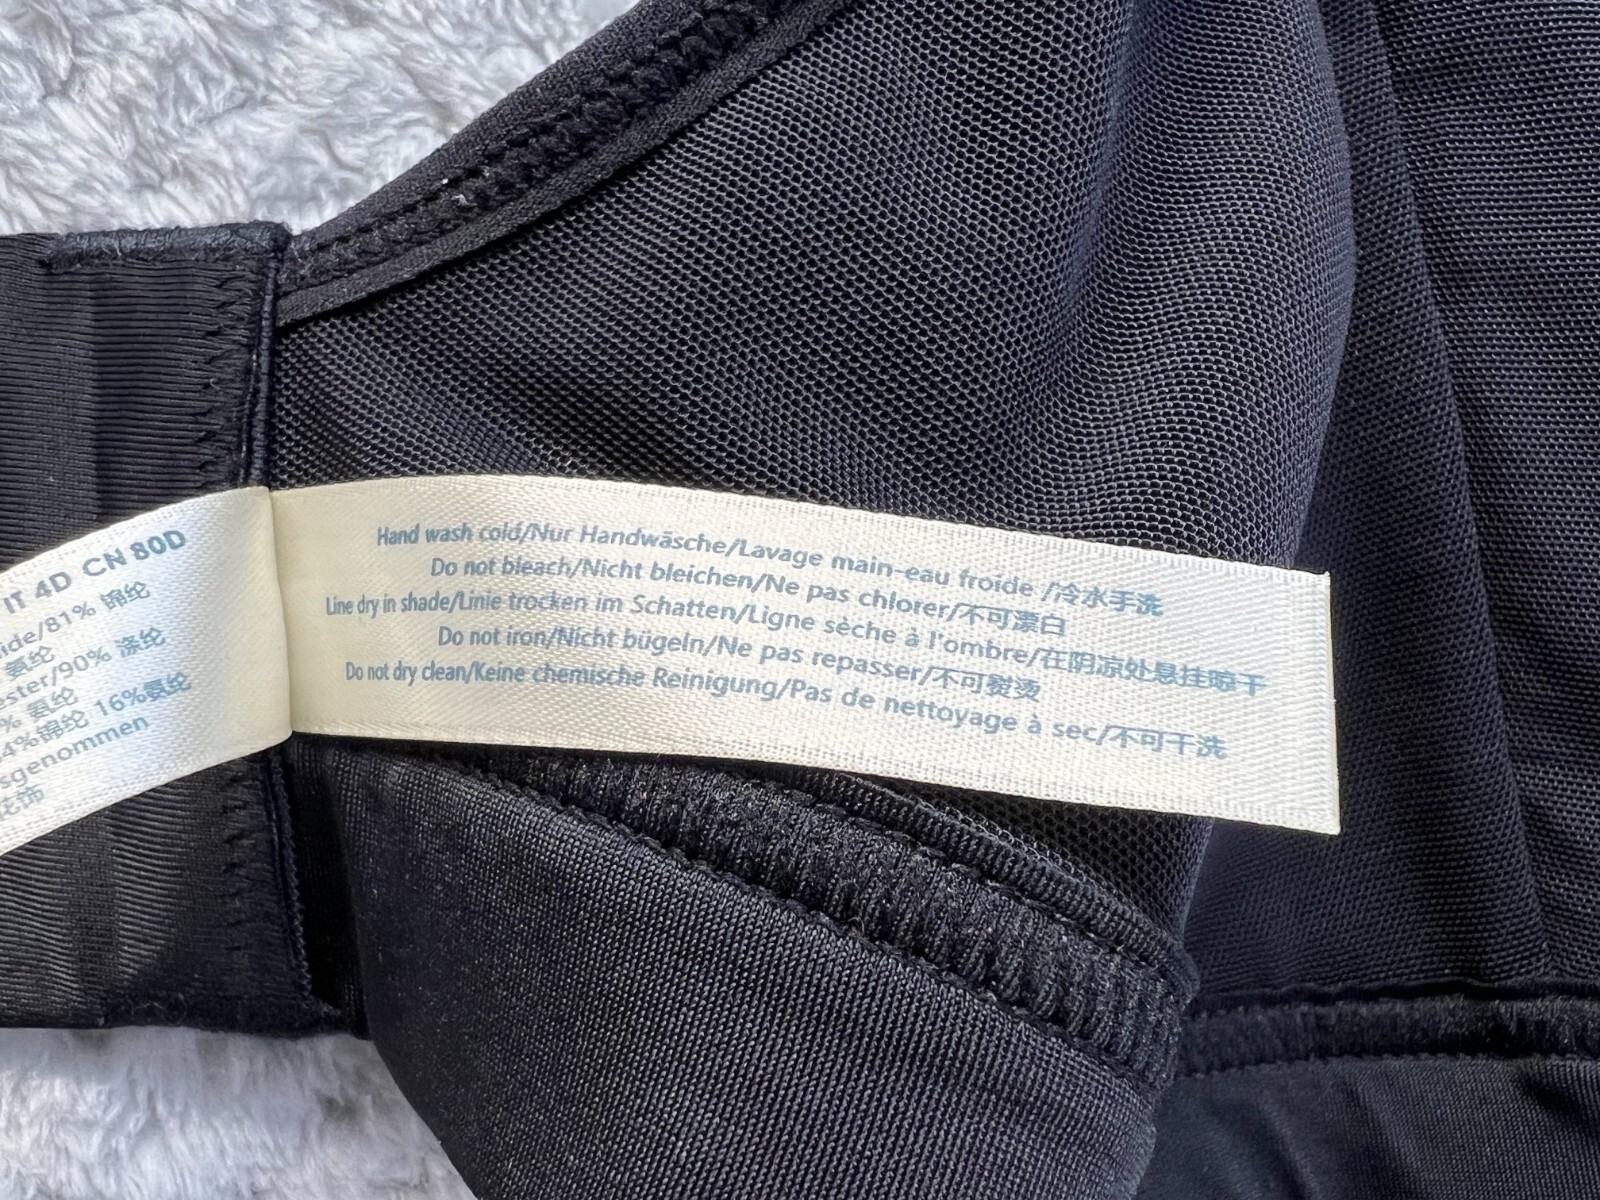 IT 4D CN 80D
ide/81% 锦纶
氨纶
ester/90% 涤纶
% 氨纶
4%锦纶 16%氨纶
sgenommen
花饰
Hand wash cold/Nur Handwäsche/Lavage main-eau froide /冷水手洗
Do not bleach/Nicht bleichen/Ne pas chlorer/不可漂白
Line dry in shade/Linie trocken im Schatten/Ligne sèche à l'ombre/在阴凉处悬挂晾干
Do not iron/Nicht bügeln/Ne pas repasser/不可熨烫
Do not dry clean/Keine chemische Reinigung/Pas de nettoyage à sec/不可干洗